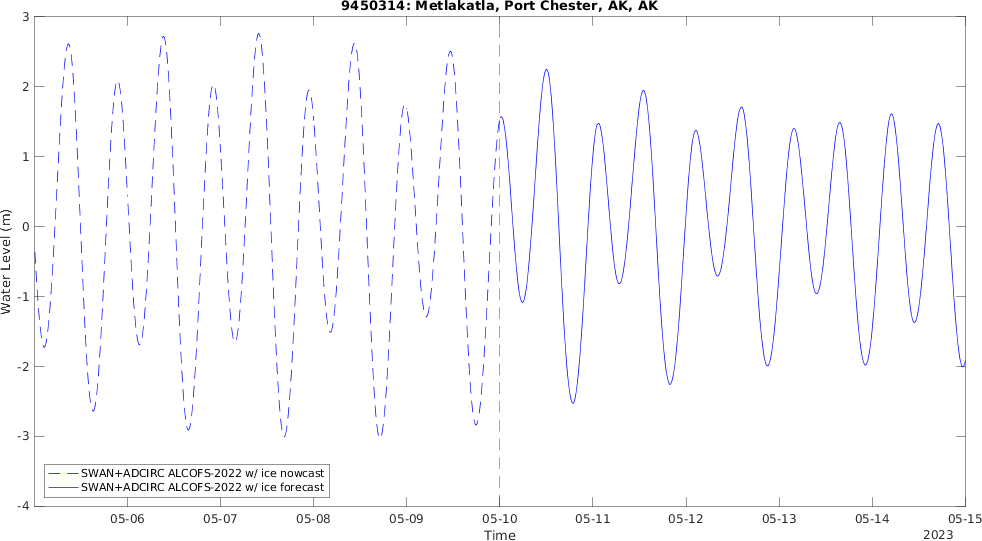 9450314: Metlakatla, Port Chester, AK, AK
3
2
1
0
-1
-2
-3
-4
Water Level (m)
SWAN+ADCIRC ALCOFS-2022 w/ ice nowcast
SWAN+ADCIRC ALCOFS-2022 w/ ice forecast
05-06 05-07 05-08 05-09 05-10 05-11 05-12 05-13 05-14 05-15
Time
2023